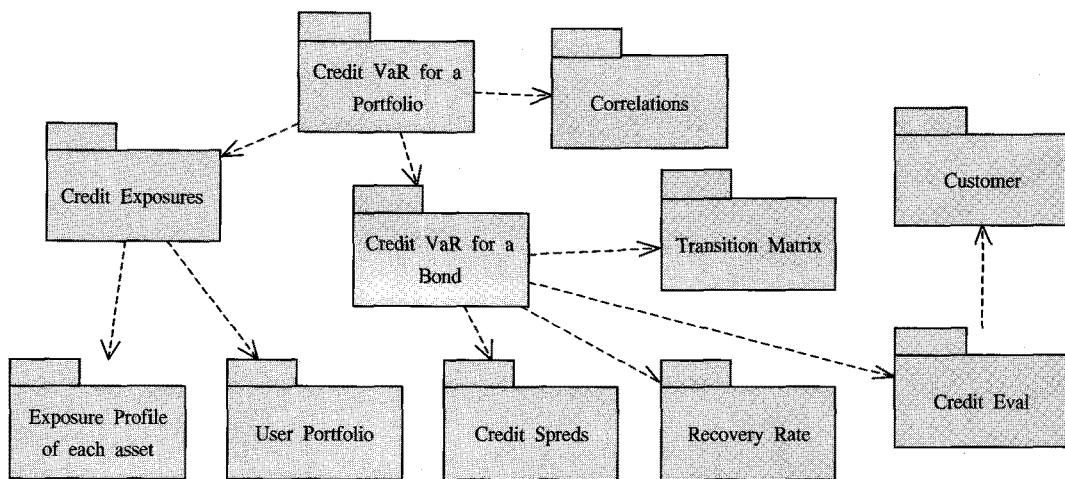 Credit VaR for a
Portfolio
Correlations
Credit Exposures
Customer
Credit VaR for a
Bond
Transition Matrix
Exposure Profile
of each asset
User Portfolio
Credit Spreds
Recovery Rate
Credit Eval